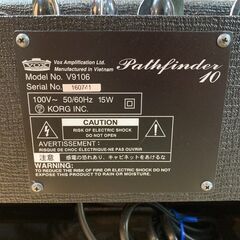 VOX
Vox Amplification Ltd.
Manufactured in Vietnam
Pathfinder
10
Model No. V9106
Serial No.
100V~ 50/60Hz 15W
Ⓟ KORG INC.
CAUTION
RISK OF ELECTRIC SHOCK
DO NOT OPEN
AVERTISSEMENT:
RISQUE DE CHOC ÉLECTRIQUE NE PAS OUVRIR
注意 感電の恐れあり、キャビネットをあけないで
WARNING: TO REDUCE THE RISK OF FIRE OR ELECTRIC SHOCK DO NOT
EXPOSE THIS PRODUCT TO RAIN OR MOISTURE.